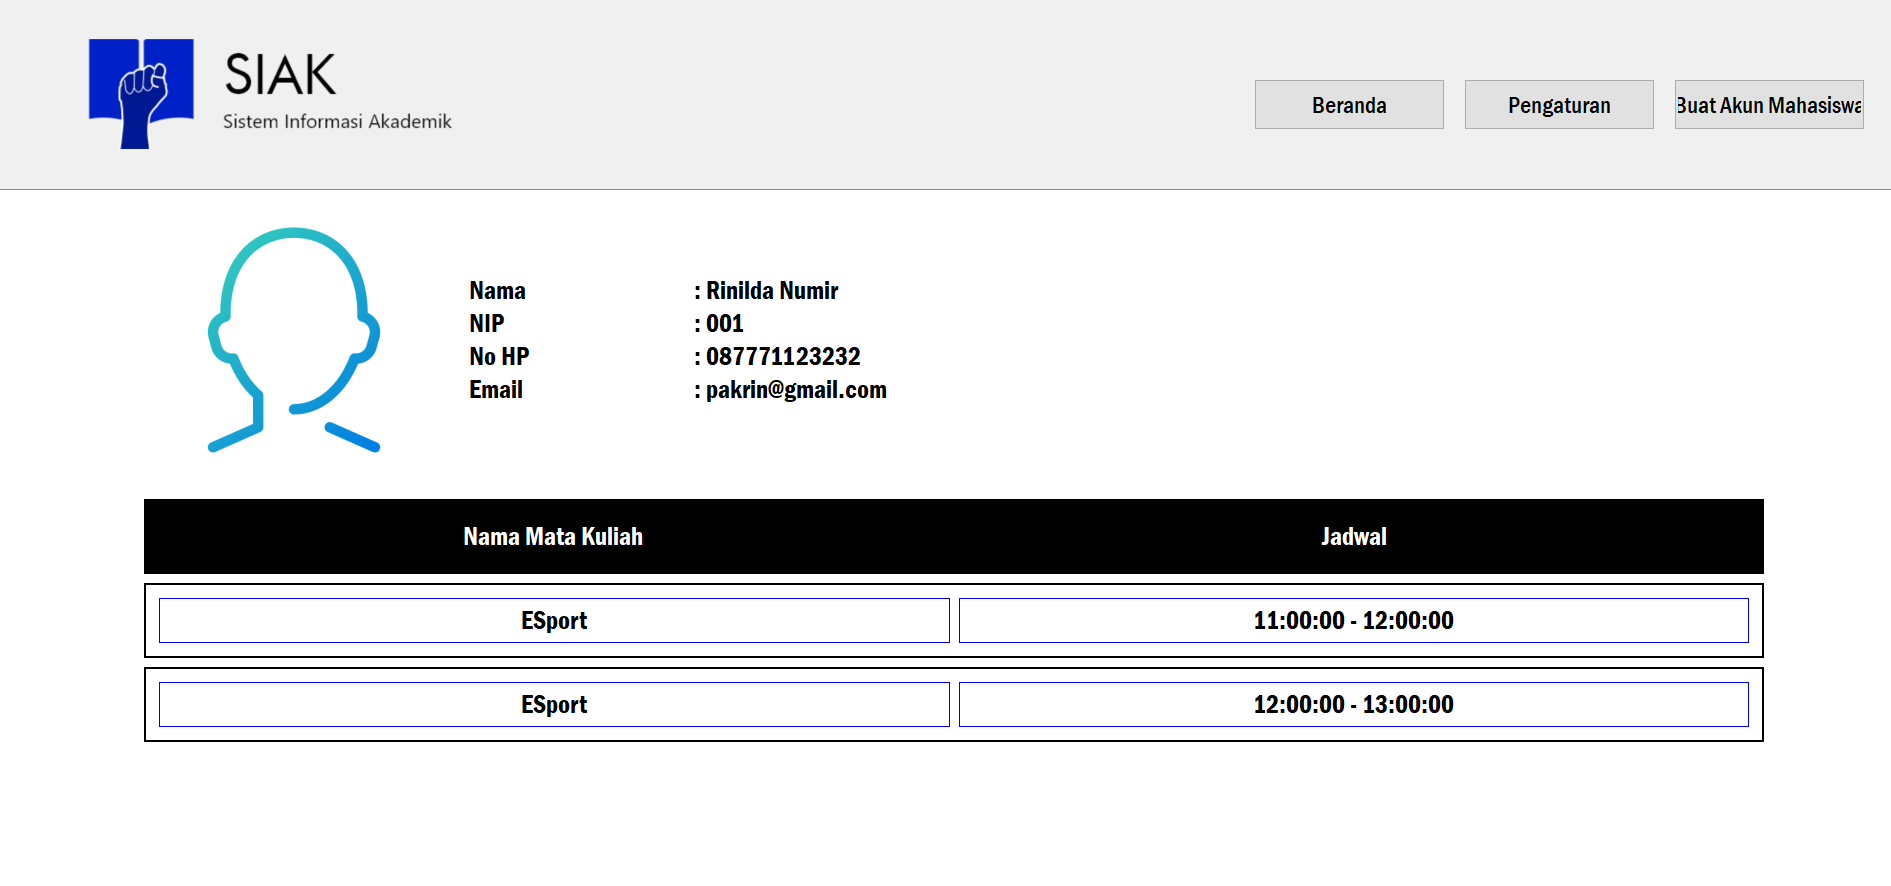 SIAK
Sistem Informasi Akademik
Beranda Pengaturan Buat Akun Mahasiswa
Nama : Rinilda Numir
NIP : 001
No HP : 087771123232
Email : pakrin@gmail.com
Nama Mata Kuliah Jadwal
ESport 11:00:00 - 12:00:00
ESport 12:00:00 - 13:00:00